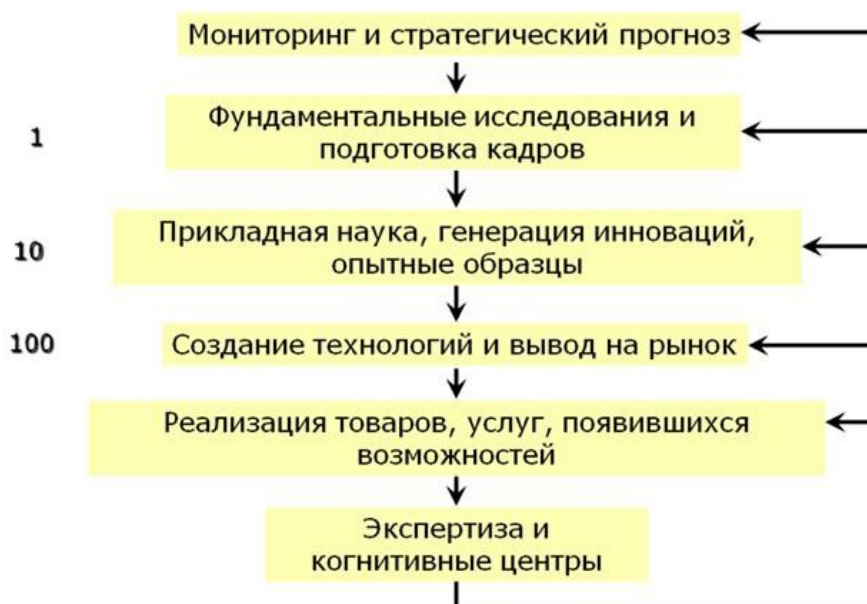 Мониторинг и стратегический прогноз
1
Фундаментальные исследования и
подготовка кадров
10
Прикладная наука, генерация инноваций,
опытные образцы
100
Создание технологий и вывод на рынок
Реализация товаров, услуг, появившихся
возможностей
Экспертиза и
когнитивные центры